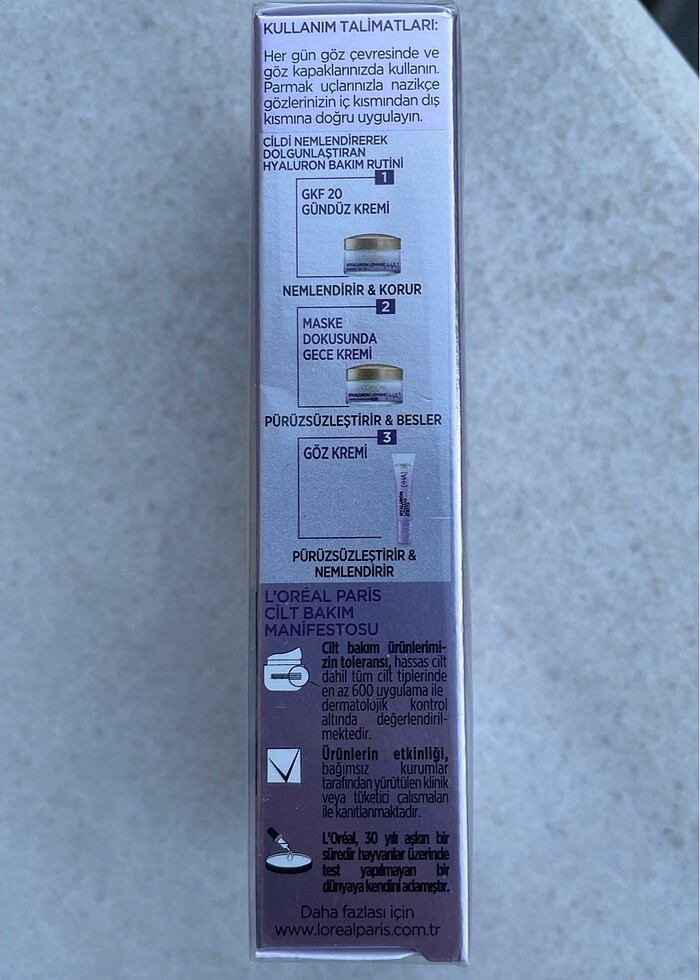 KULLANIM TALİMATLARI:
Her gün göz çevresinde ve
göz kapaklarınızda kullanın.
Parmak uçlarınızla nazikçe
gözlerinizin iç kısmından dış
kısmına doğru uygulayın.
CİLDİ NEMLENDİREREK
DOLGUNLAŞTIRAN
HYALURON BAKIM RUTİNİ
1
GKF 20
GÜNDÜZ KREMİ
NEMLENDİRİR & KORUR
2
MASKE
DOKUSUNDA
GECE KREMİ
PÜRÜZSÜZLEŞTİRİR & BESLER
3
GÖZ KREMİ
PÜRÜZSÜZLEŞTİRİR &
NEMLENDİRİR
L'ORÉAL PARİS
CİLT BAKIM
MANİFESTOSU
Cilt bakım ürünlerimi-
zin toleransı, hassas cilt
dahil tüm cilt tiplerinde
en az 600 uygulama ile
dermatolojik kontrol
altında değerlendiril-
mektedir.
Ürünlerin etkinliği,
bağımsız kurumlar
tarafından yürütülen klinik
veya tüketici çalışmaları
ile kanıtlanmaktadır.
L'Oréal, 30 yılı aşkın bir
süredir hayvanlar üzerinde
test yapılmayan bir
dünyaya kendini adamıştır.
Daha fazlası için
www.lorealparis.com.tr